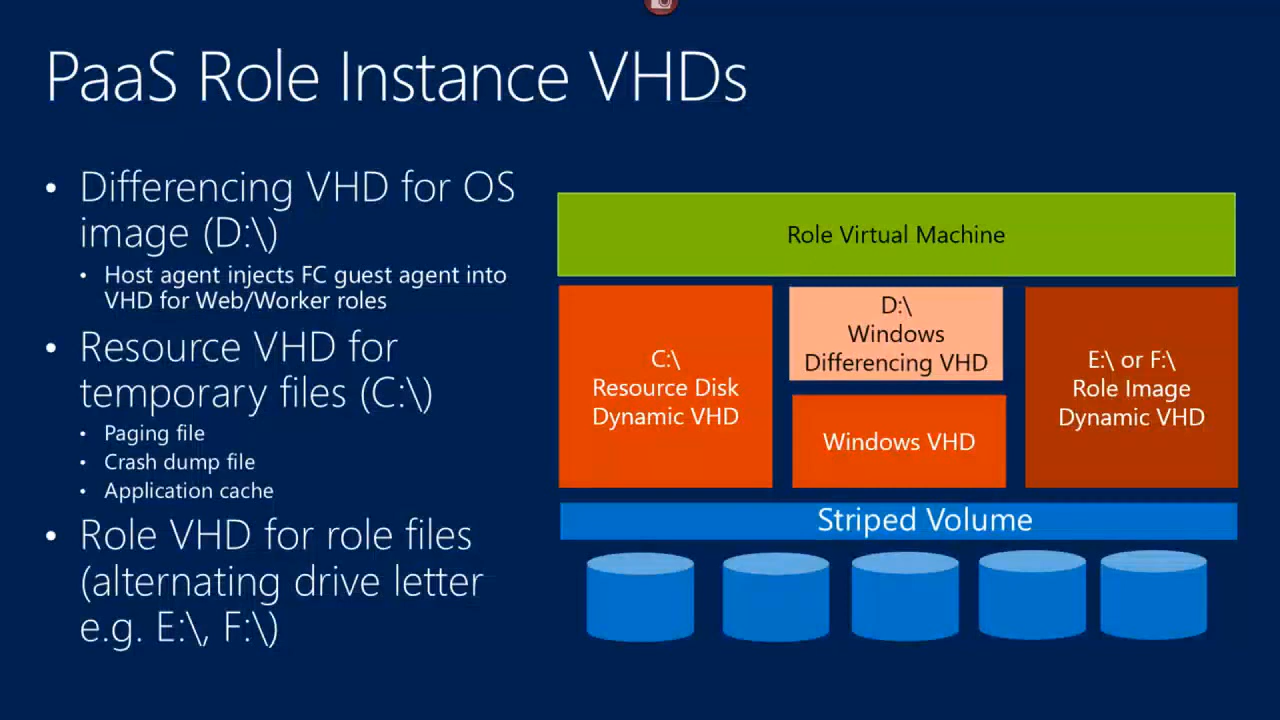 PaaS Role Instance VHDs
• Differencing VHD for OS
image (D:\)
• Host agent injects FC guest agent into
VHD for Web/Worker roles
• Resource VHD for
temporary files (C:\)
• Paging file
• Crash dump file
• Application cache
• Role VHD for role files
(alternating drive letter
e.g. E:\, F:\)
Role Virtual Machine
C:\
Resource Disk
Dynamic VHD
D:\
Windows
Differencing VHD
Windows VHD
E:\ or F:\
Role Image
Dynamic VHD
Striped Volume